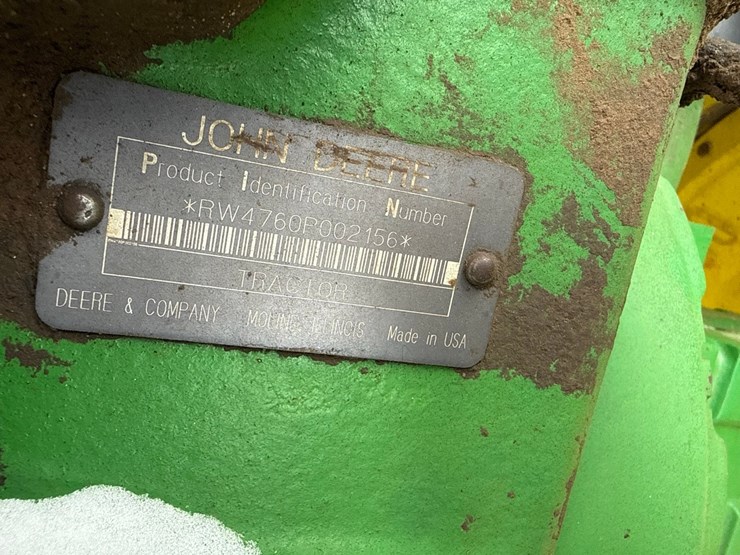 JOHN DEERE
Product Identification Number
*RW4760P002156*
TRACTOR
DEERE & COMPANY MOLINE, ILLINOIS Made in USA